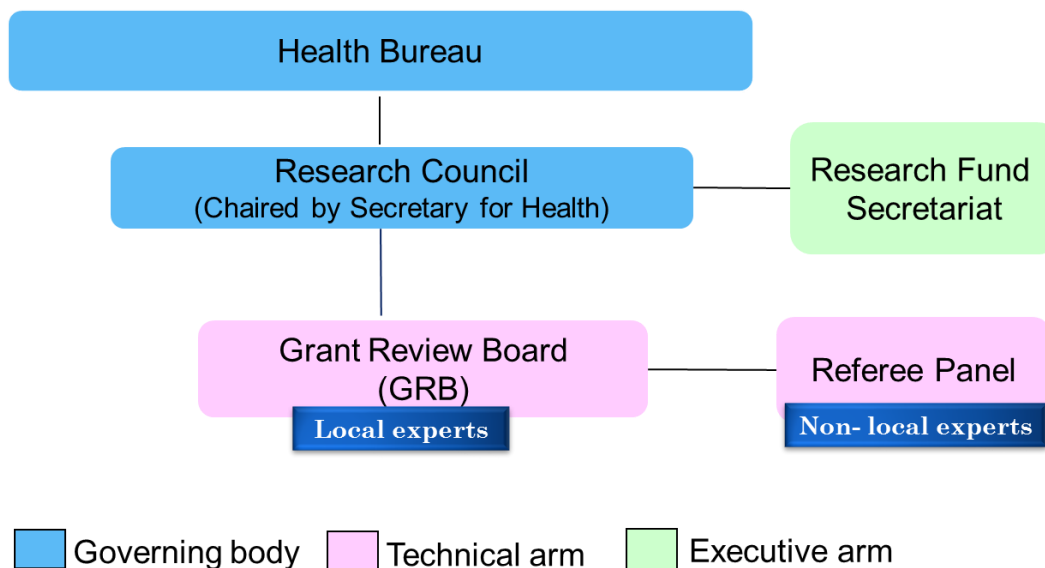 Health Bureau
Research Council
(Chaired by Secretary for Health)
Research Fund
Secretariat
Grant Review Board
(GRB)
Local experts
Referee Panel
Non- local experts
Governing body
Technical arm
Executive arm